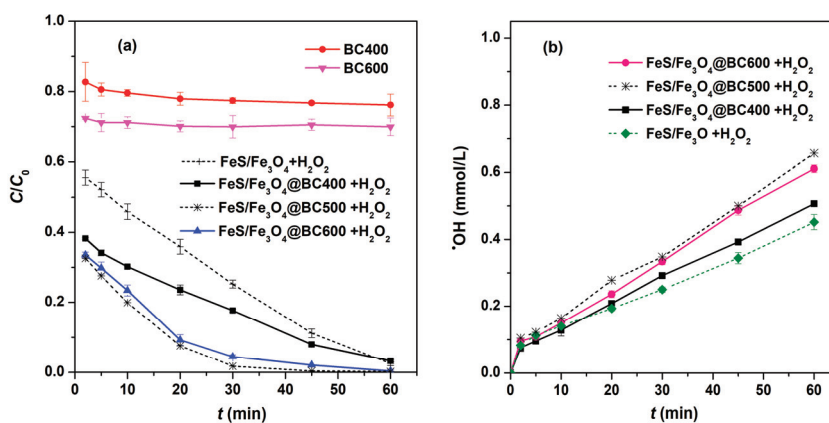 (a)
BC400
BC600
FeS/Fe₃O₄+H₂O₂
FeS/Fe₃O₄@BC400 +H₂O₂
FeS/Fe₃O₄@BC500 +H₂O₂
FeS/Fe₃O₄@BC600 +H₂O₂
C/C₀
1.0
0.8
0.6
0.4
0.2
0.0
0 10 20 30 40 50 60
t (min)
(b)
FeS/Fe₃O₄@BC600 +H₂O₂
FeS/Fe₃O₄@BC500 +H₂O₂
FeS/Fe₃O₄@BC400 +H₂O₂
FeS/Fe₃O +H₂O₂
•OH (mmol/L)
1.0
0.8
0.6
0.4
0.2
0.0
0 10 20 30 40 50 60
t (min)